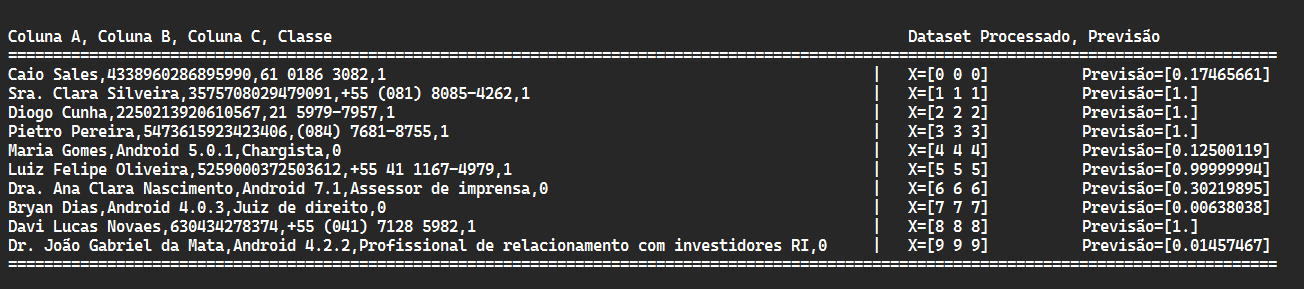 Coluna A, Coluna B, Coluna C, Classe Dataset Processado, Previsão
=============================================================================================================================================
Caio Sales,4338960286895990,61 0186 3082,1 | X=[0 0 0] Previsão=[0.17465661]
Sra. Clara Silveira,3575708029479091,+55 (081) 8085-4262,1 | X=[1 1 1] Previsão=[1.]
Diogo Cunha,2250213920610567,21 5979-7957,1 | X=[2 2 2] Previsão=[1.]
Pietro Pereira,5473615923423406,(084) 7681-8755,1 | X=[3 3 3] Previsão=[1.]
Maria Gomes,Android 5.0.1,Chargista,0 | X=[4 4 4] Previsão=[0.12500119]
Luiz Felipe Oliveira,5259000372503612,+55 41 1167-4979,1 | X=[5 5 5] Previsão=[0.99999994]
Dra. Ana Clara Nascimento,Android 7.1,Assessor de imprensa,0 | X=[6 6 6] Previsão=[0.30219895]
Bryan Dias,Android 4.0.3,Juiz de direito,0 | X=[7 7 7] Previsão=[0.00638038]
Davi Lucas Novaes,630434278374,+55 (041) 7128 5982,1 | X=[8 8 8] Previsão=[1.]
Dr. João Gabriel da Mata,Android 4.2.2,Profissional de relacionamento com investidores RI,0 | X=[9 9 9] Previsão=[0.01457467]
=============================================================================================================================================